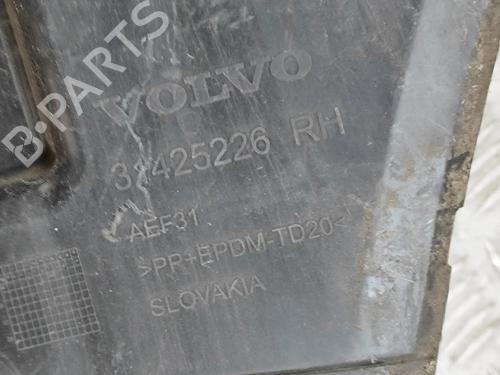 B-PARTS
VOLVO
31425226 RH
AEF31
>PP+EPDM-TD20<
SLOVAKIA